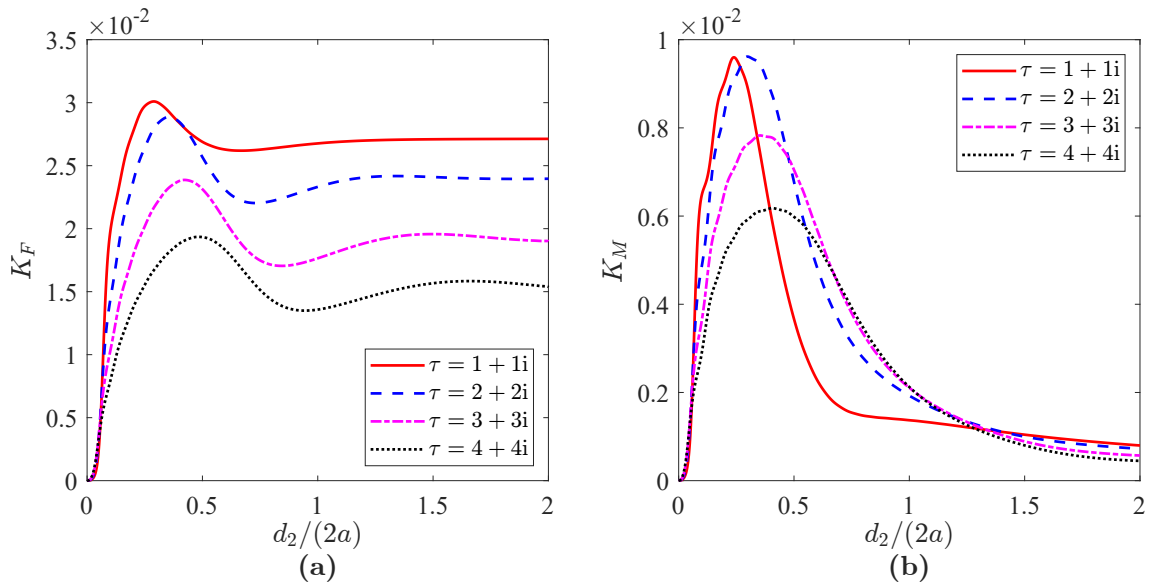 ×10⁻²
3.5
3
2.5
2
1.5
1
0.5
0
K_F
0 0.5 1 1.5 2
d₂/(2a)
τ = 1 + 1i
τ = 2 + 2i
τ = 3 + 3i
τ = 4 + 4i
(a)
×10⁻²
1
0.8
0.6
0.4
0.2
0
K_M
0 0.5 1 1.5 2
d₂/(2a)
τ = 1 + 1i
τ = 2 + 2i
τ = 3 + 3i
τ = 4 + 4i
(b)